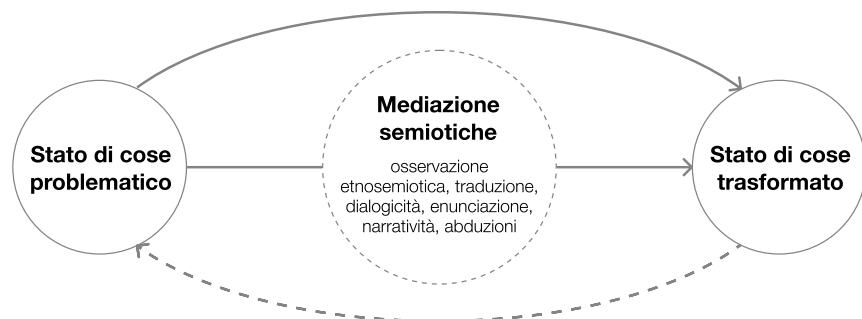 Stato di cose
problematico
Mediazione
semiotiche
osservazione
etnosemiotica, traduzione,
dialogicità, enunciazione,
narratività, abduzioni
Stato di cose
trasformato